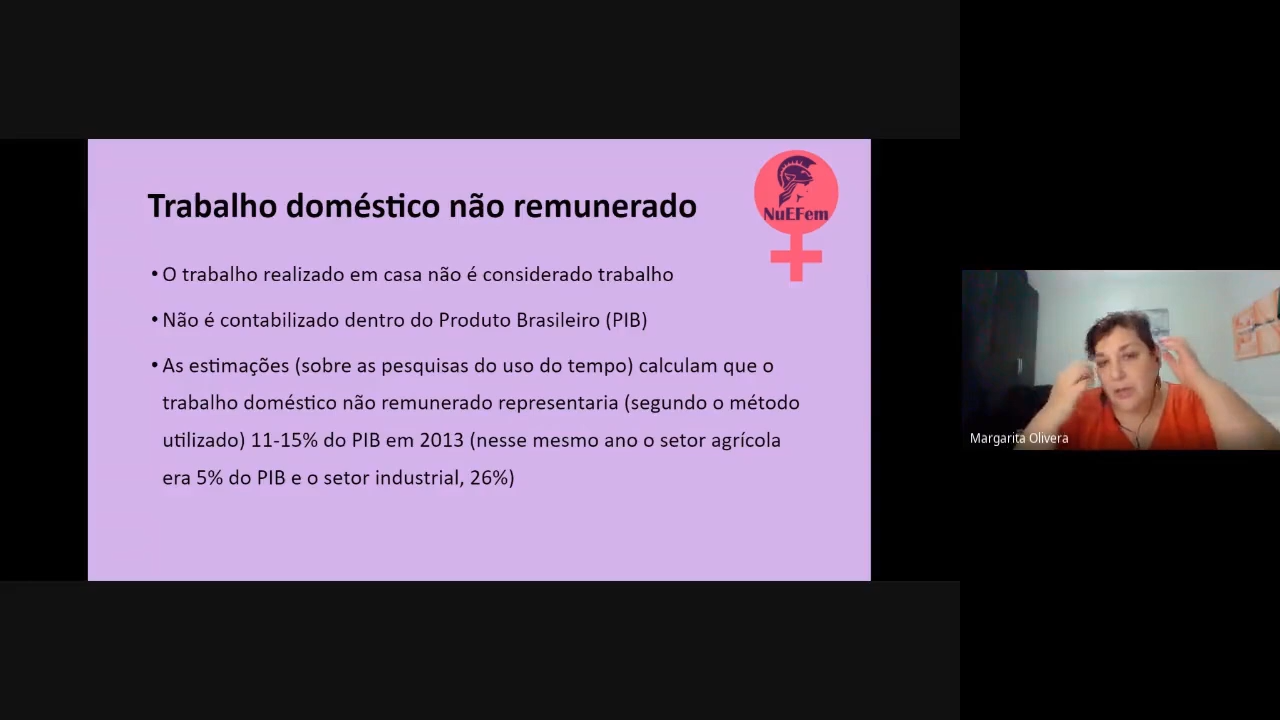 Trabalho doméstico não remunerado
NuEFem
• O trabalho realizado em casa não é considerado trabalho
• Não é contabilizado dentro do Produto Brasileiro (PIB)
• As estimações (sobre as pesquisas do uso do tempo) calculam que o
trabalho doméstico não remunerado representaria (segundo o método
utilizado) 11-15% do PIB em 2013 (nesse mesmo ano o setor agrícola
era 5% do PIB e o setor industrial, 26%)
Margarita Olivera